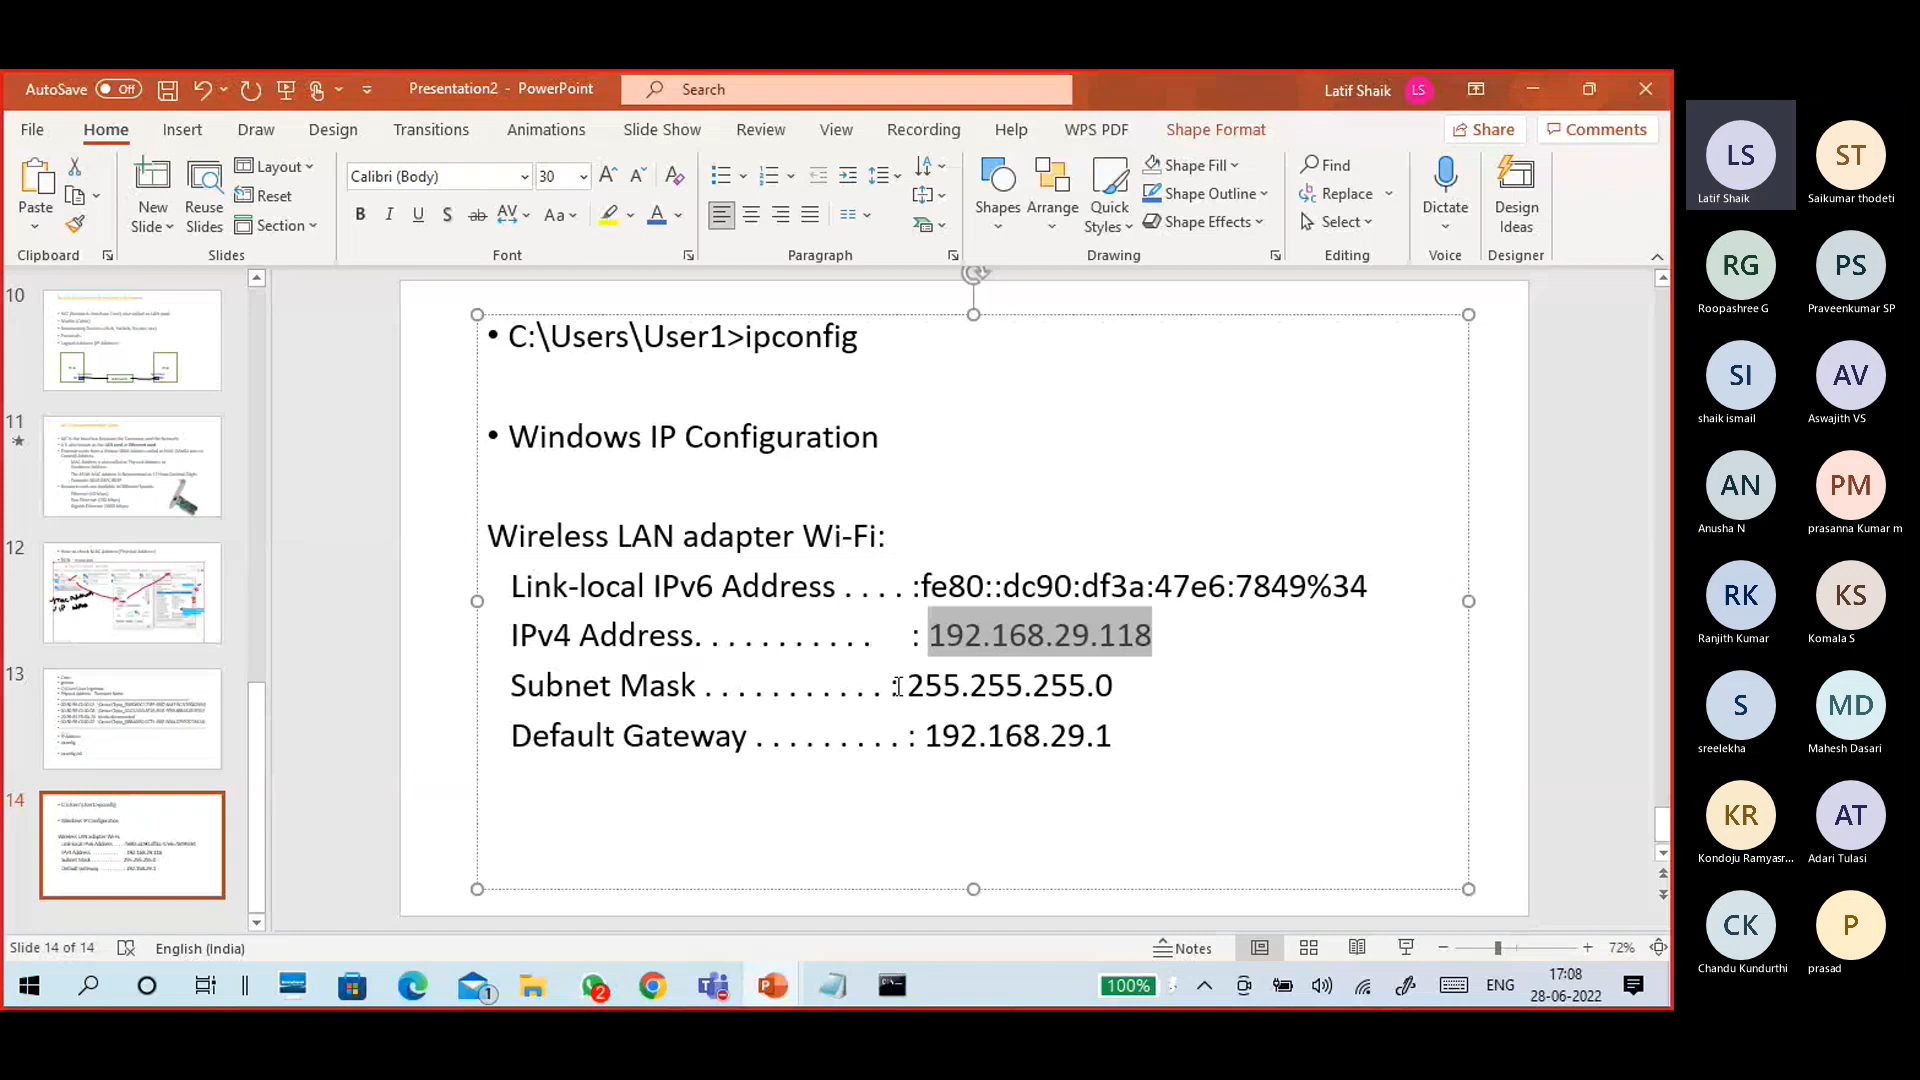 AutoSave Off Presentation2 - PowerPoint Search Latif Shaik LS
File Home Insert Draw Design Transitions Animations Slide Show Review View Recording Help WPS PDF Shape Format Share Comments
Paste
New Slide
Reuse Slides
Layout
Reset
Section
Calibri (Body) 30
Shapes
Arrange
Quick Styles
Shape Fill
Shape Outline
Shape Effects
Find
Replace
Select
Dictate
Design Ideas
Clipboard Slides Font Paragraph Drawing Editing Voice Designer
10
11
12
13
14
• C:\Users\User1>ipconfig
• Windows IP Configuration
Wireless LAN adapter Wi-Fi:
Link-local IPv6 Address . . . . :fe80::dc90:df3a:47e6:7849%34
IPv4 Address. . . . . . . . . . . : 192.168.29.118
Subnet Mask . . . . . . . . . . . : 255.255.255.0
Default Gateway . . . . . . . . . : 192.168.29.1
Slide 14 of 14 English (India) Notes 72%
1 2 100% ENG 17:08
28-06-2022
LS ST
Latif Shaik Saikumar thodeti
RG PS
Roopashree G Praveenkumar SP
SI AV
shaik ismail Aswajith VS
AN PM
Anusha N prasanna Kumar m
RK KS
Ranjith Kumar Komala S
S MD
sreelekha Mahesh Dasari
KR AT
Kondoju Ramyasr... Adari Tulasi
CK P
Chandu Kundurthi prasad